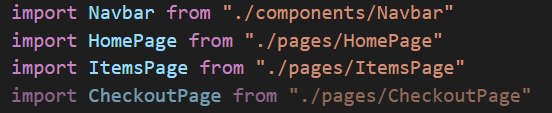 import Navbar from "./components/Navbar"
import HomePage from "./pages/HomePage"
import ItemsPage from "./pages/ItemsPage"
import CheckoutPage from "./pages/CheckoutPage"